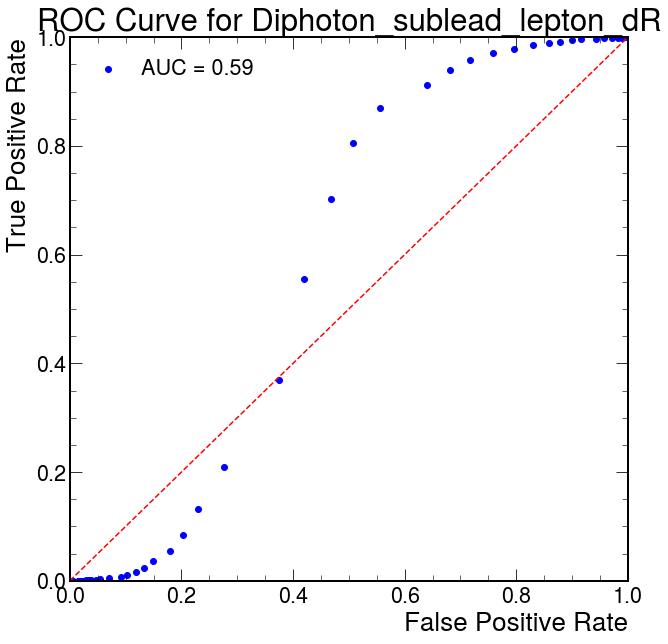 ROC Curve for Diphoton_sublead_lepton_dR
True Positive Rate
1.0
0.8
0.6
0.4
0.2
0.0
AUC = 0.59
0.0 0.2 0.4 0.6 0.8 1.0
False Positive Rate